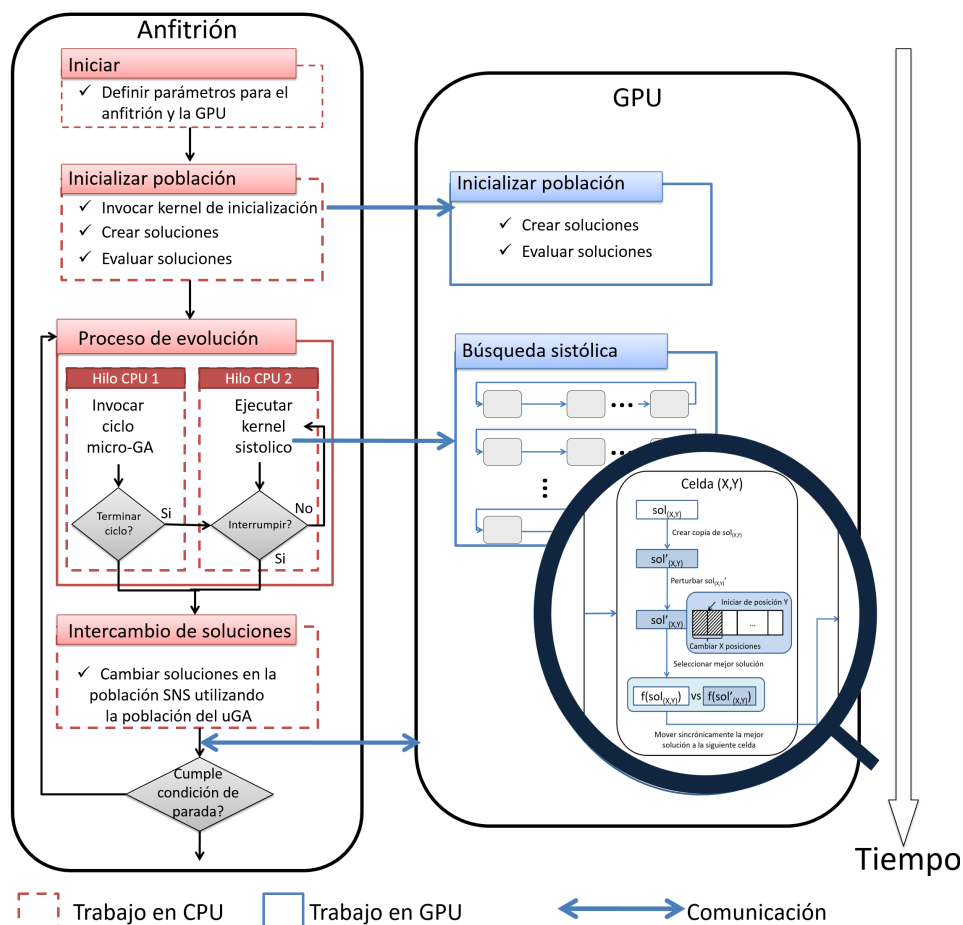 Anfitrión
Iniciar
✓ Definir parámetros para el
anfitrión y la GPU
Inicializar población
✓ Invocar kernel de inicialización
✓ Crear soluciones
✓ Evaluar soluciones
Proceso de evolución
Hilo CPU 1
Invocar
ciclo
micro-GA
Terminar
ciclo?
Si
Hilo CPU 2
Ejecutar
kernel
sistolico
Interrumpir?
No
Si
Intercambio de soluciones
✓ Cambiar soluciones en la
población SNS utilizando
la población del uGA
Cumple
condición de
parada?
GPU
Inicializar población
✓ Crear soluciones
✓ Evaluar soluciones
Búsqueda sistólica
Celda (X,Y)
sol(X,Y)
Crear copia de sol(X,Y)
sol'(X,Y)
Perturbar sol(X,Y)'
sol'(X,Y)
Iniciar de posición Y
...
Cambiar X posiciones
Seleccionar mejor solución
f(sol(X,Y)) vs f(sol'(X,Y))
Mover sincrónicamente la mejor
solución a la siguiente celda
Tiempo
Trabajo en CPU
Trabajo en GPU
Comunicación